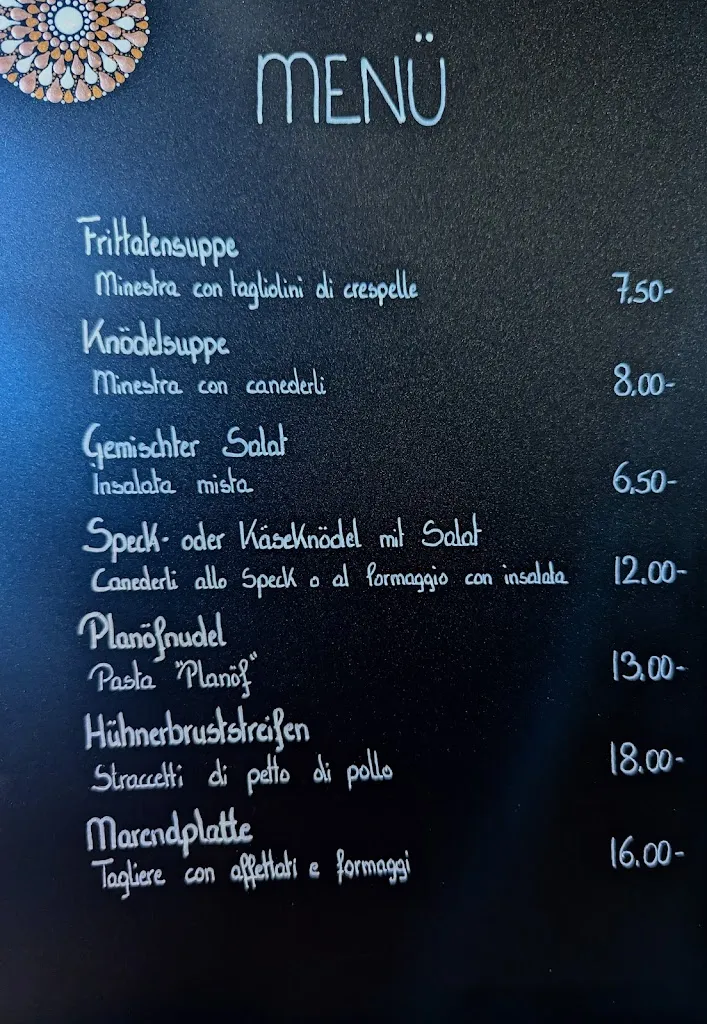 MENÜ
Frittatensuppe
Minestra con tagliolini di crespelle 7,50-
Knödelsuppe
Minestra con canederli 8,00-
Gemischter Salat
Insalata mista 6,50-
Speck- oder Käseknödel mit Salat
Canederli allo Speck o al formaggio con insalata 12.00-
Planöfnudel
Pasta "Planöf" 13.00-
Hühnerbruststreifen
Straccetti di petto di pollo 18.00-
Marendplatte
Tagliere con affettati e formaggi 16.00-